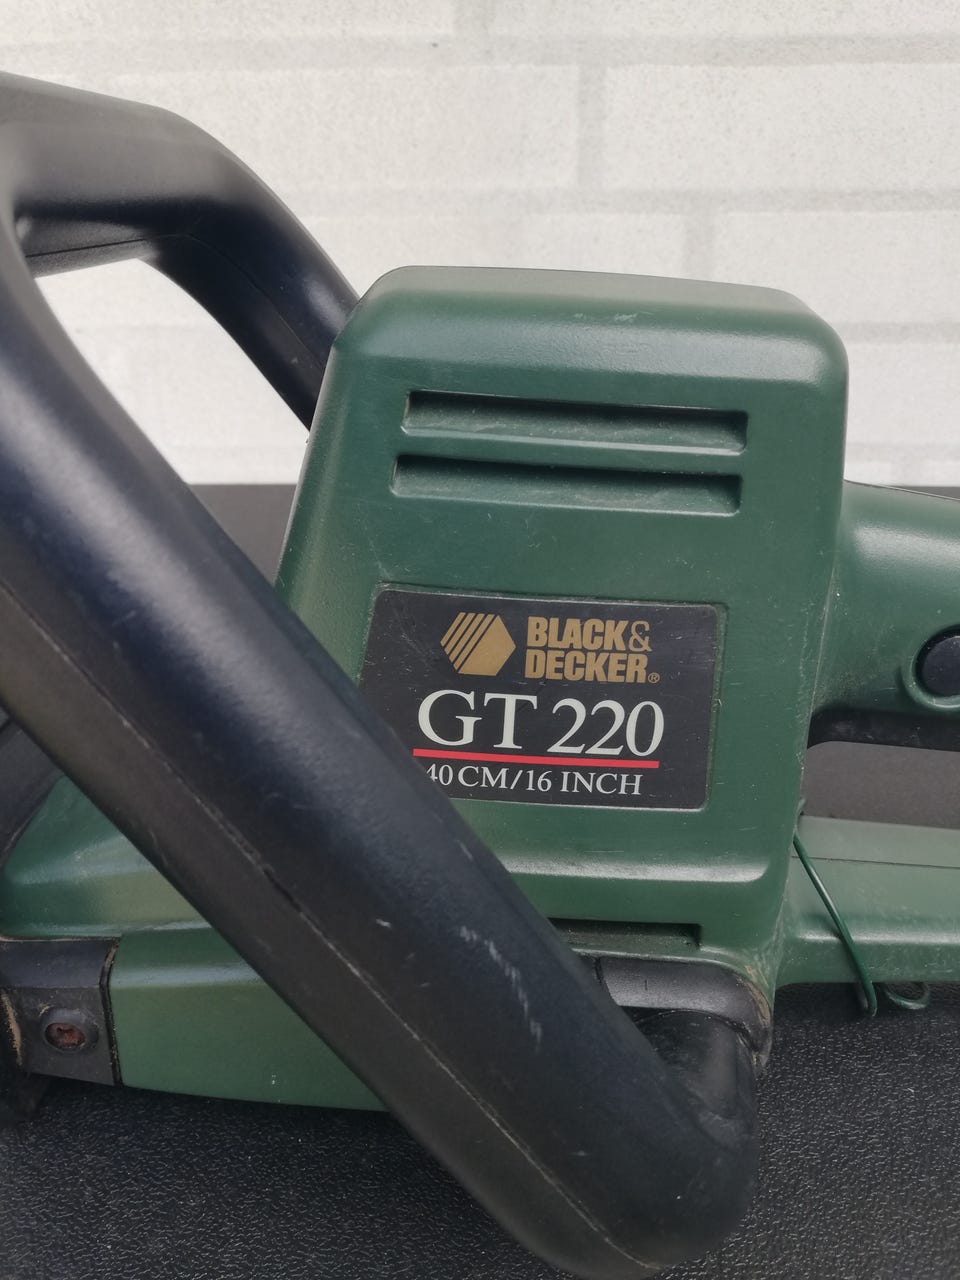 BLACK&
DECKER®
GT 220
40 CM/16 INCH